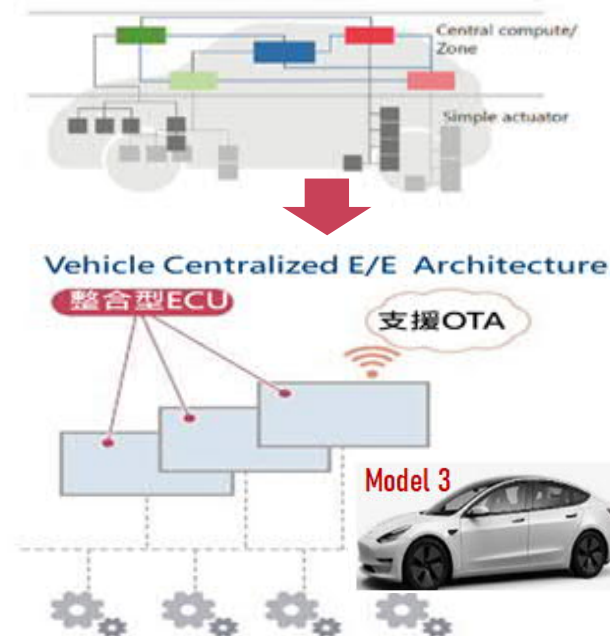 Central compute/
Zone
Simple actuator
Vehicle Centralized E/E Architecture
整合型ECU
支援OTA
Model 3